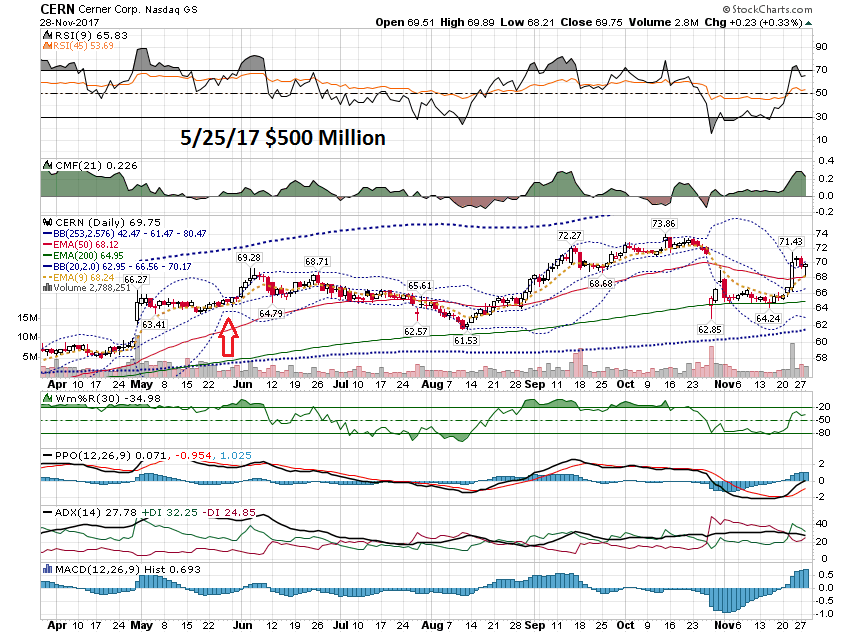 CERN Cerner Corp. Nasdaq GS
© StockCharts.com
28-Nov-2017
Open 69.51 High 69.89 Low 68.21 Close 69.75 Volume 2.8M Chg +0.23 (+0.33%)
RSI(9) 65.83
RSI(45) 53.69
90
70
50
30
10
5/25/17 $500 Million
CMF(21) 0.226
0.4
0.2
0.0
-0.2
CERN (Daily) 69.75
BB(253,2.576) 42.47 - 61.47 - 80.47
EMA(50) 68.12
EMA(200) 64.95
BB(20,2.0) 62.95 - 66.56 - 70.17
EMA(9) 68.24
Volume 2,788,251
66.27
63.41
69.28
64.79
68.71
65.61
62.57
61.53
72.27
68.68
73.86
62.85
64.24
71.43
74
72
70
68
66
64
62
60
58
15M
10M
5M
Apr 10 17 24 May 8 15 22 Jun 12 19 26 Jul 10 17 24 Aug 7 14 21 28 Sep 11 18 25 Oct 9 16 23 Nov 6 13 20 27
Wm%R(30) -34.98
-20
-50
-80
PPO(12,26,9) 0.071, -0.954, 1.025
2
0
-2
ADX(14) 27.78 +DI 32.25 -DI 24.85
40
20
0
MACD(12,26,9) Hist 0.693
0.5
0.0
-0.5
-1.0
Apr 10 17 24 May 8 15 22 Jun 12 19 26 Jul 10 17 24 Aug 7 14 21 28 Sep 11 18 25 Oct 9 16 23 Nov 6 13 20 27